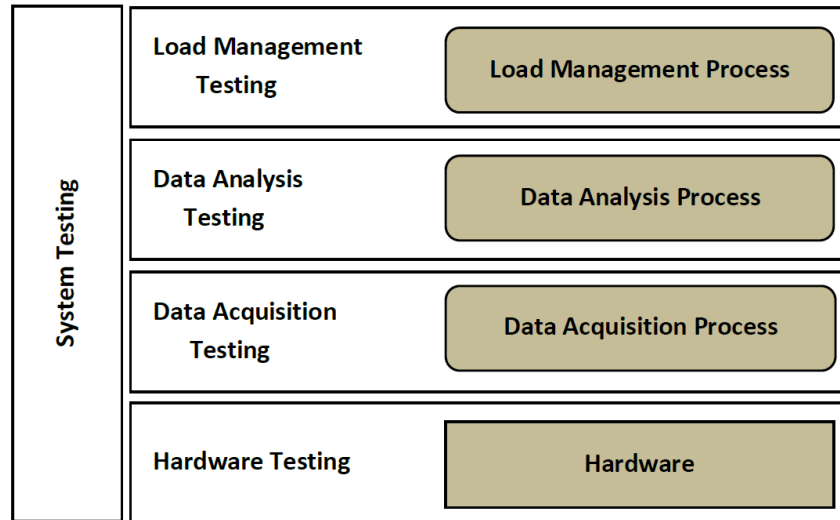 System Testing
Load Management
Testing
Load Management Process
Data Analysis
Testing
Data Analysis Process
Data Acquisition
Testing
Data Acquisition Process
Hardware Testing
Hardware